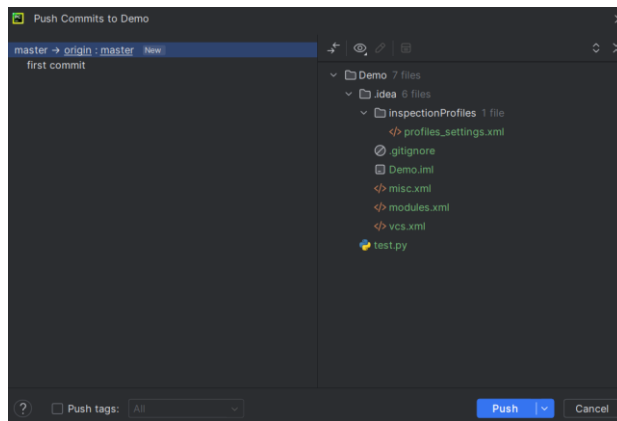 Push Commits to Demo
master → origin : master New
first commit
Demo 7 files
.idea 6 files
inspectionProfiles 1 file
</> profiles_settings.xml
.gitignore
Demo.iml
</> misc.xml
</> modules.xml
</> vcs.xml
test.py
? Push tags: All
Push
Cancel